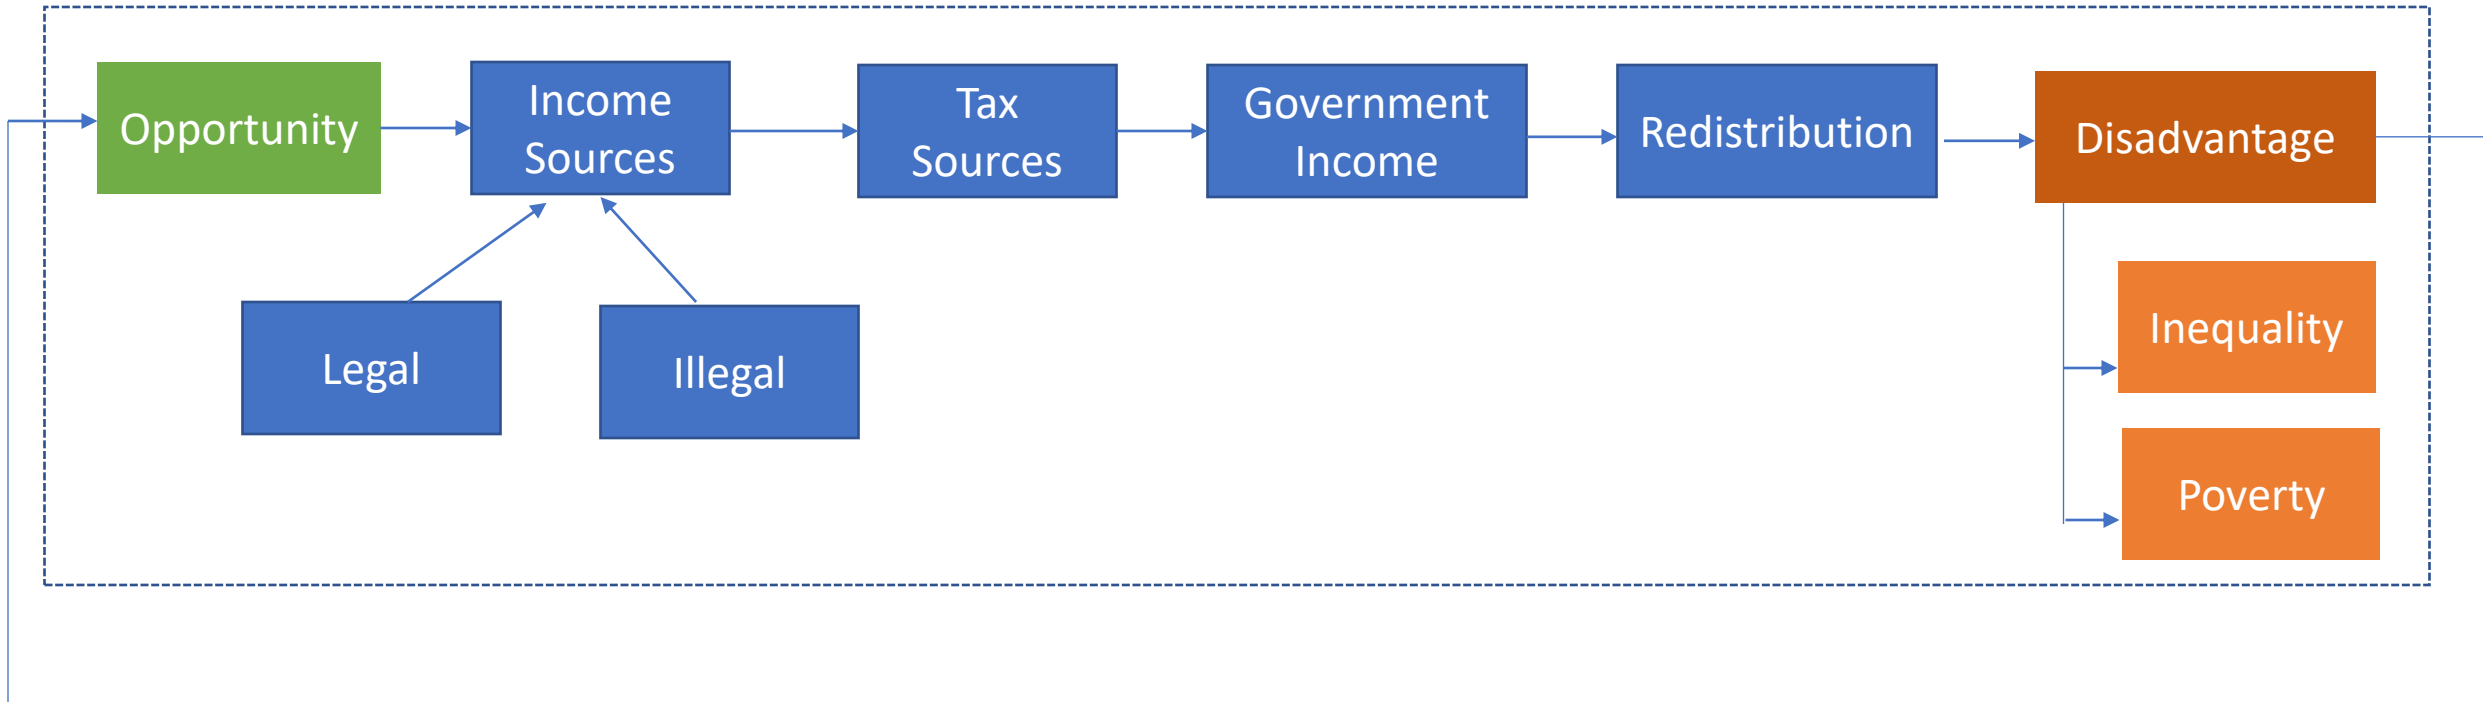 Opportunity
Income
Sources
Tax
Sources
Government
Income
Redistribution
Disadvantage
Legal
Illegal
Inequality
Poverty